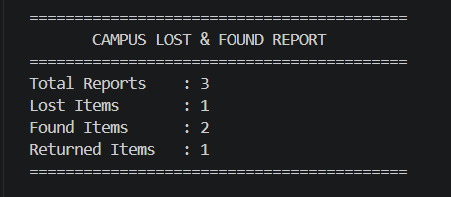 ==========================================
CAMPUS LOST & FOUND REPORT
==========================================
Total Reports : 3
Lost Items : 1
Found Items : 2
Returned Items : 1
==========================================